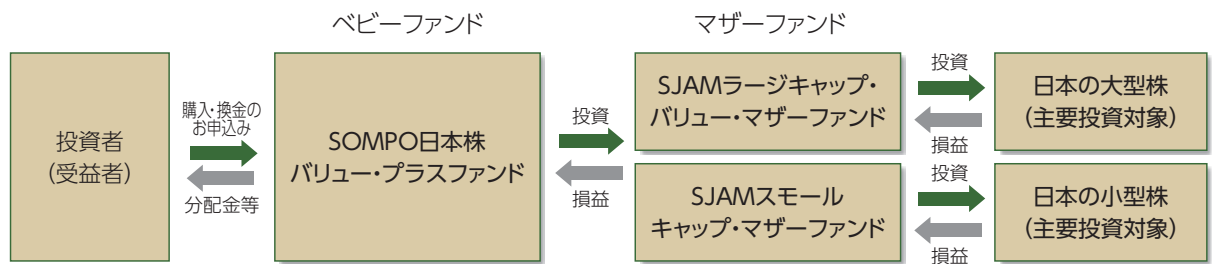 ベビーファンド
マザーファンド
投資者
(受益者)
購入・換金の
お申込み
分配金等
SOMPO日本株
バリュー・プラスファンド
投資
損益
SJAMラージキャップ・
バリュー・マザーファンド
投資
損益
日本の大型株
(主要投資対象)
SJAMスモール
キャップ・マザーファンド
投資
損益
日本の小型株
(主要投資対象)